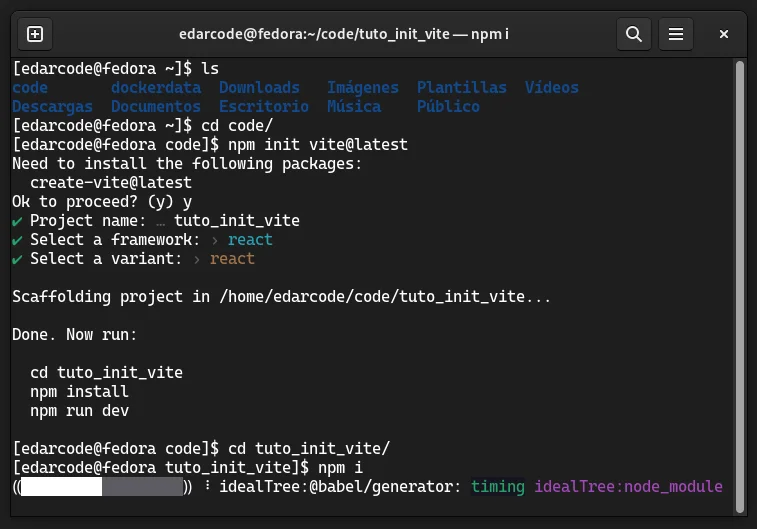 edarcode@fedora:~/code/tuto_init_vite — npm i
[edarcode@fedora ~]$ ls
code dockerdata Downloads Imágenes Plantillas Vídeos
Descargas Documentos Escritorio Música Público
[edarcode@fedora ~]$ cd code/
[edarcode@fedora code]$ npm init vite@latest
Need to install the following packages:
create-vite@latest
Ok to proceed? (y) y
✔ Project name: … tuto_init_vite
✔ Select a framework: › react
✔ Select a variant: › react
Scaffolding project in /home/edarcode/code/tuto_init_vite...
Done. Now run:
cd tuto_init_vite
npm install
npm run dev
[edarcode@fedora code]$ cd tuto_init_vite/
[edarcode@fedora tuto_init_vite]$ npm i
(( )) ⠸ idealTree:@babel/generator: timing idealTree:node_module